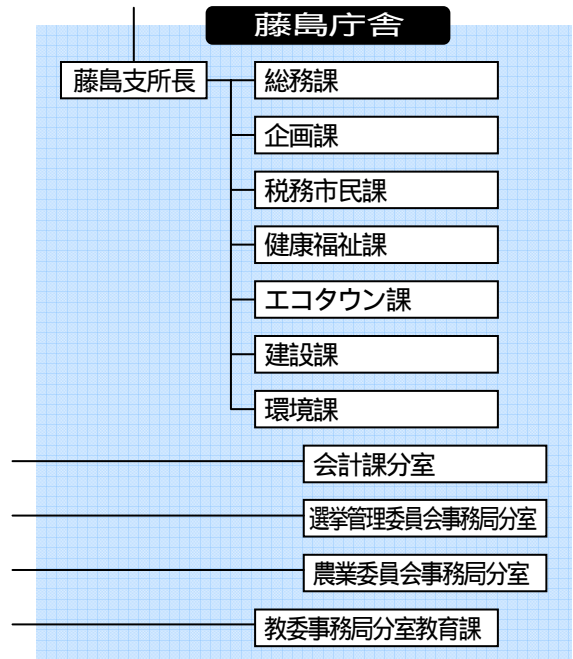 藤島庁舎
藤島支所長
総務課
企画課
税務市民課
健康福祉課
エコタウン課
建設課
環境課
会計課分室
選挙管理委員会事務局分室
農業委員会事務局分室
教委事務局分室教育課